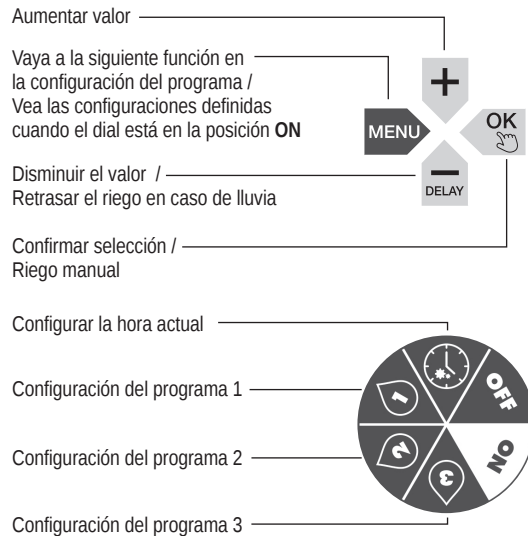 Aumentar valor
Vaya a la siguiente función en
la configuración del programa /
Vea las configuraciones definidas
cuando el dial está en la posición ON
Disminuir el valor /
Retrasar el riego en caso de lluvia
Confirmar selección /
Riego manual
+
MENU
OK
−
DELAY
Configurar la hora actual
Configuración del programa 1
Configuración del programa 2
Configuración del programa 3
OFF
ON
1
2
3